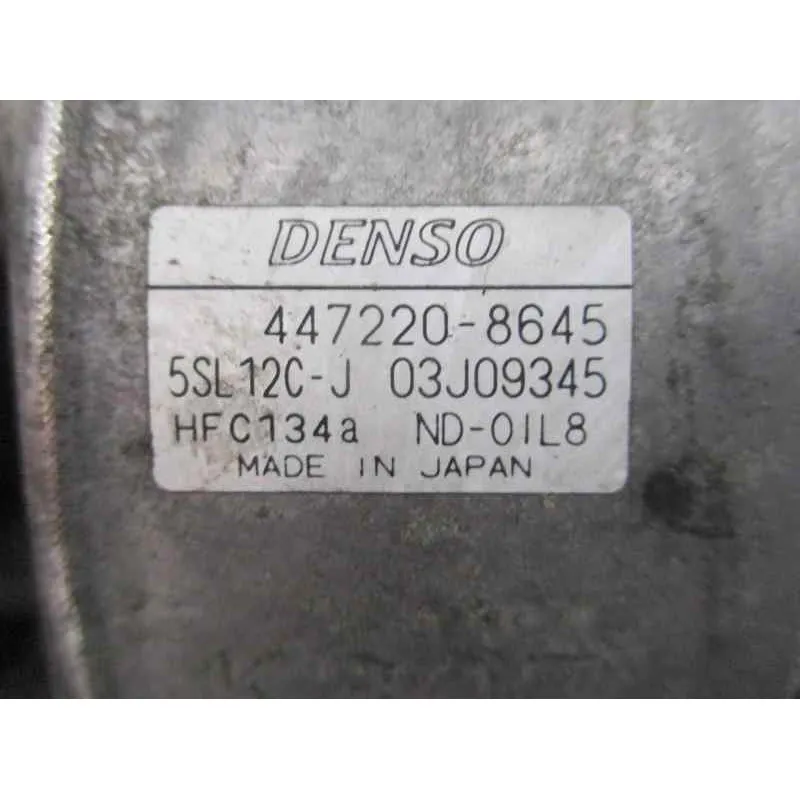 DENSO
447220-8645
5SL12C-J 03J09345
HFC134a ND-OIL8
MADE IN JAPAN